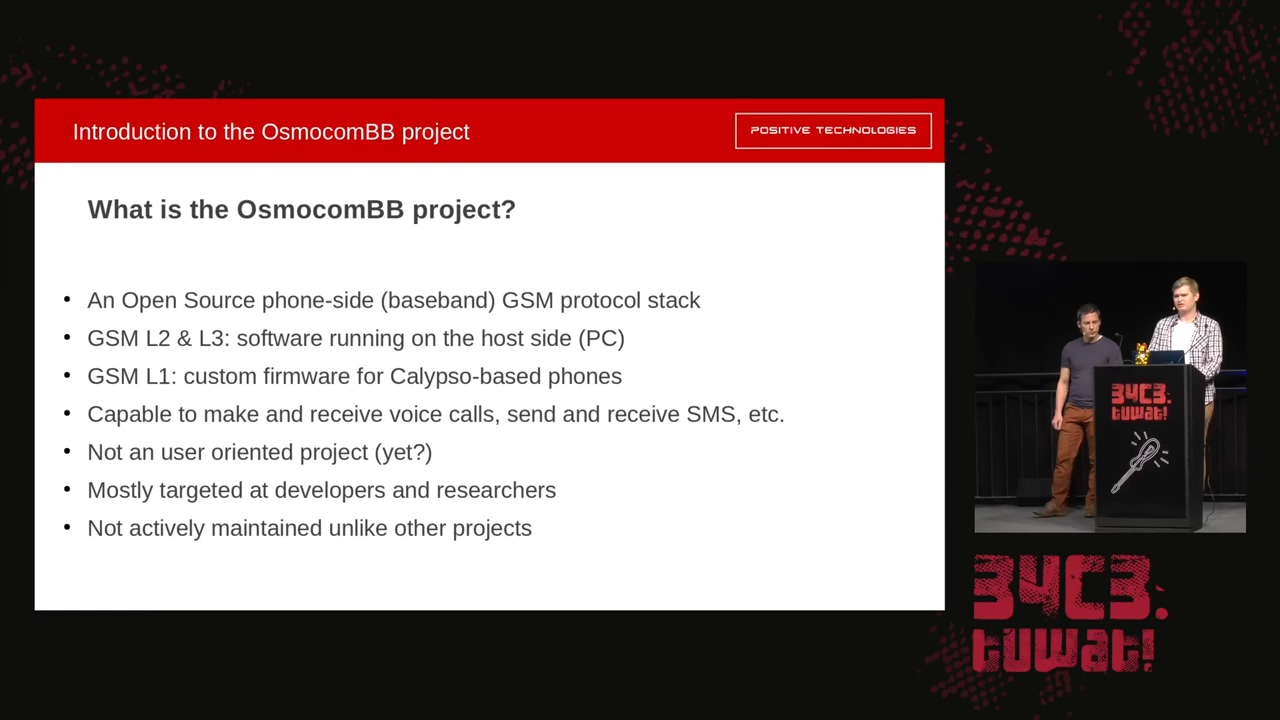 Introduction to the OsmocomBB project
POSITIVE TECHNOLOGIES
What is the OsmocomBB project?
• An Open Source phone-side (baseband) GSM protocol stack
• GSM L2 & L3: software running on the host side (PC)
• GSM L1: custom firmware for Calypso-based phones
• Capable to make and receive voice calls, send and receive SMS, etc.
• Not an user oriented project (yet?)
• Mostly targeted at developers and researchers
• Not actively maintained unlike other projects
34C3.
tuwat!
34C3.
tuwat!